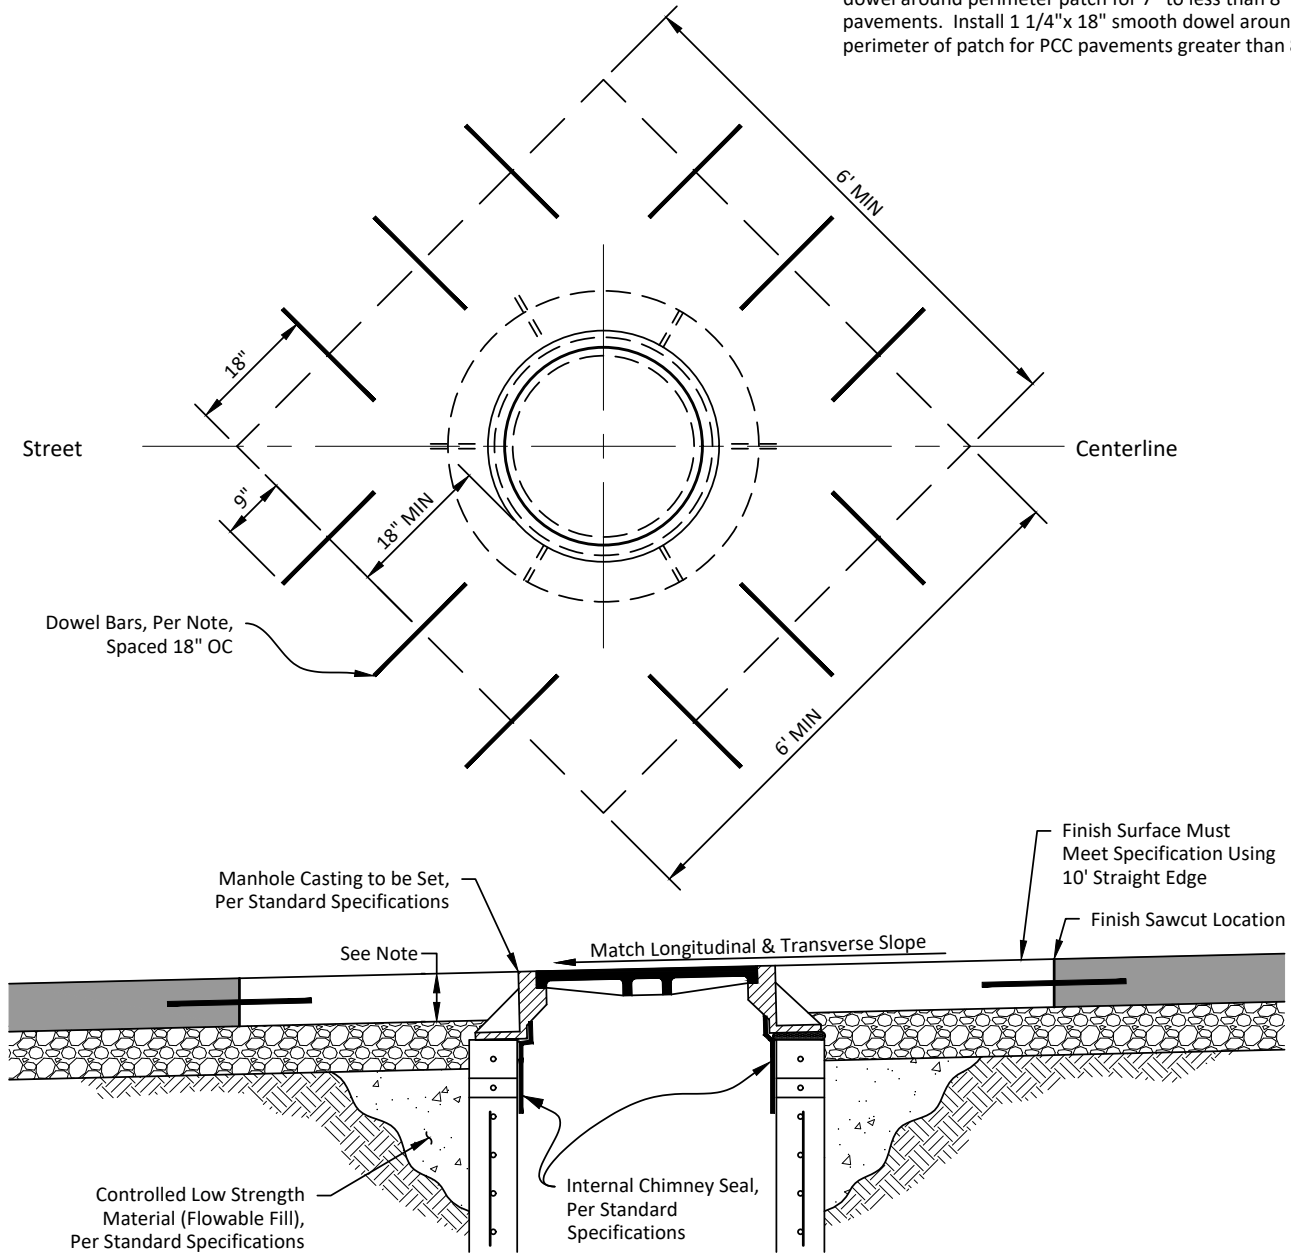 dowel around perimeter patch for 7" to less than 8"
pavements. Install 1 1/4"x 18" smooth dowel aroun
perimeter of patch for PCC pavements greater than
6' MIN
18"
Street
Centerline
9"
18" MIN
Dowel Bars, Per Note,
Spaced 18" OC
6' MIN
Finish Surface Must
Meet Specification Using
10' Straight Edge
Manhole Casting to be Set,
Per Standard Specifications
Finish Sawcut Location
See Note
Match Longitudinal & Transverse Slope
Controlled Low Strength
Material (Flowable Fill),
Per Standard Specifications
Internal Chimney Seal,
Per Standard
Specifications